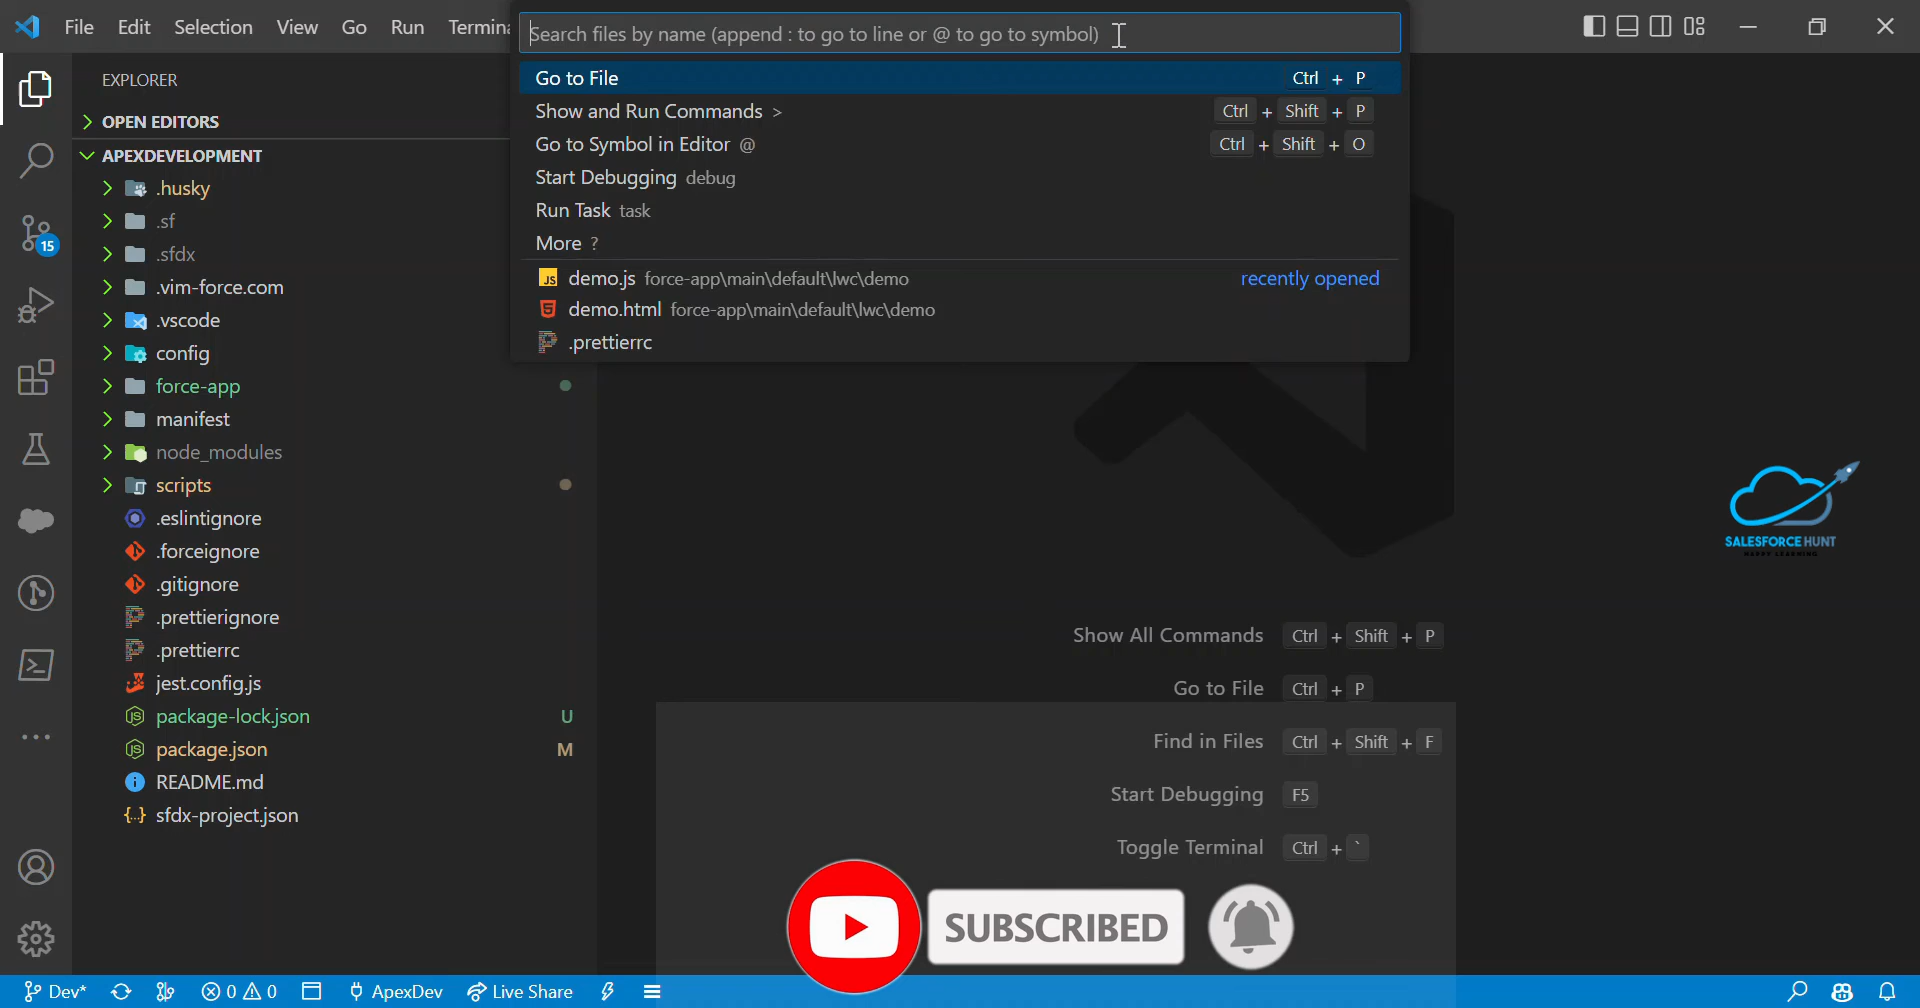 File Edit Selection View Go Run Termina
Search files by name (append : to go to line or @ to go to symbol)
Go to File Ctrl + P
Show and Run Commands > Ctrl + Shift + P
Go to Symbol in Editor @ Ctrl + Shift + O
Start Debugging debug
Run Task task
More ?
demo.js force-app\main\default\lwc\demo recently opened
demo.html force-app\main\default\lwc\demo
.prettierrc
EXPLORER
OPEN EDITORS
APEXDEVELOPMENT
.husky
.sf
.sfdx
.vim-force.com
.vscode
config
force-app
manifest
node_modules
scripts
.eslintignore
.forceignore
.gitignore
.prettierignore
.prettierrc
jest.config.js
package-lock.json U
package.json M
README.md
sfdx-project.json
15
SALESFORCE HUNT
Show All Commands Ctrl + Shift + P
Go to File Ctrl + P
Find in Files Ctrl + Shift + F
Start Debugging F5
Toggle Terminal Ctrl + `
SUBSCRIBED
Dev* 0 0 ApexDev Live Share